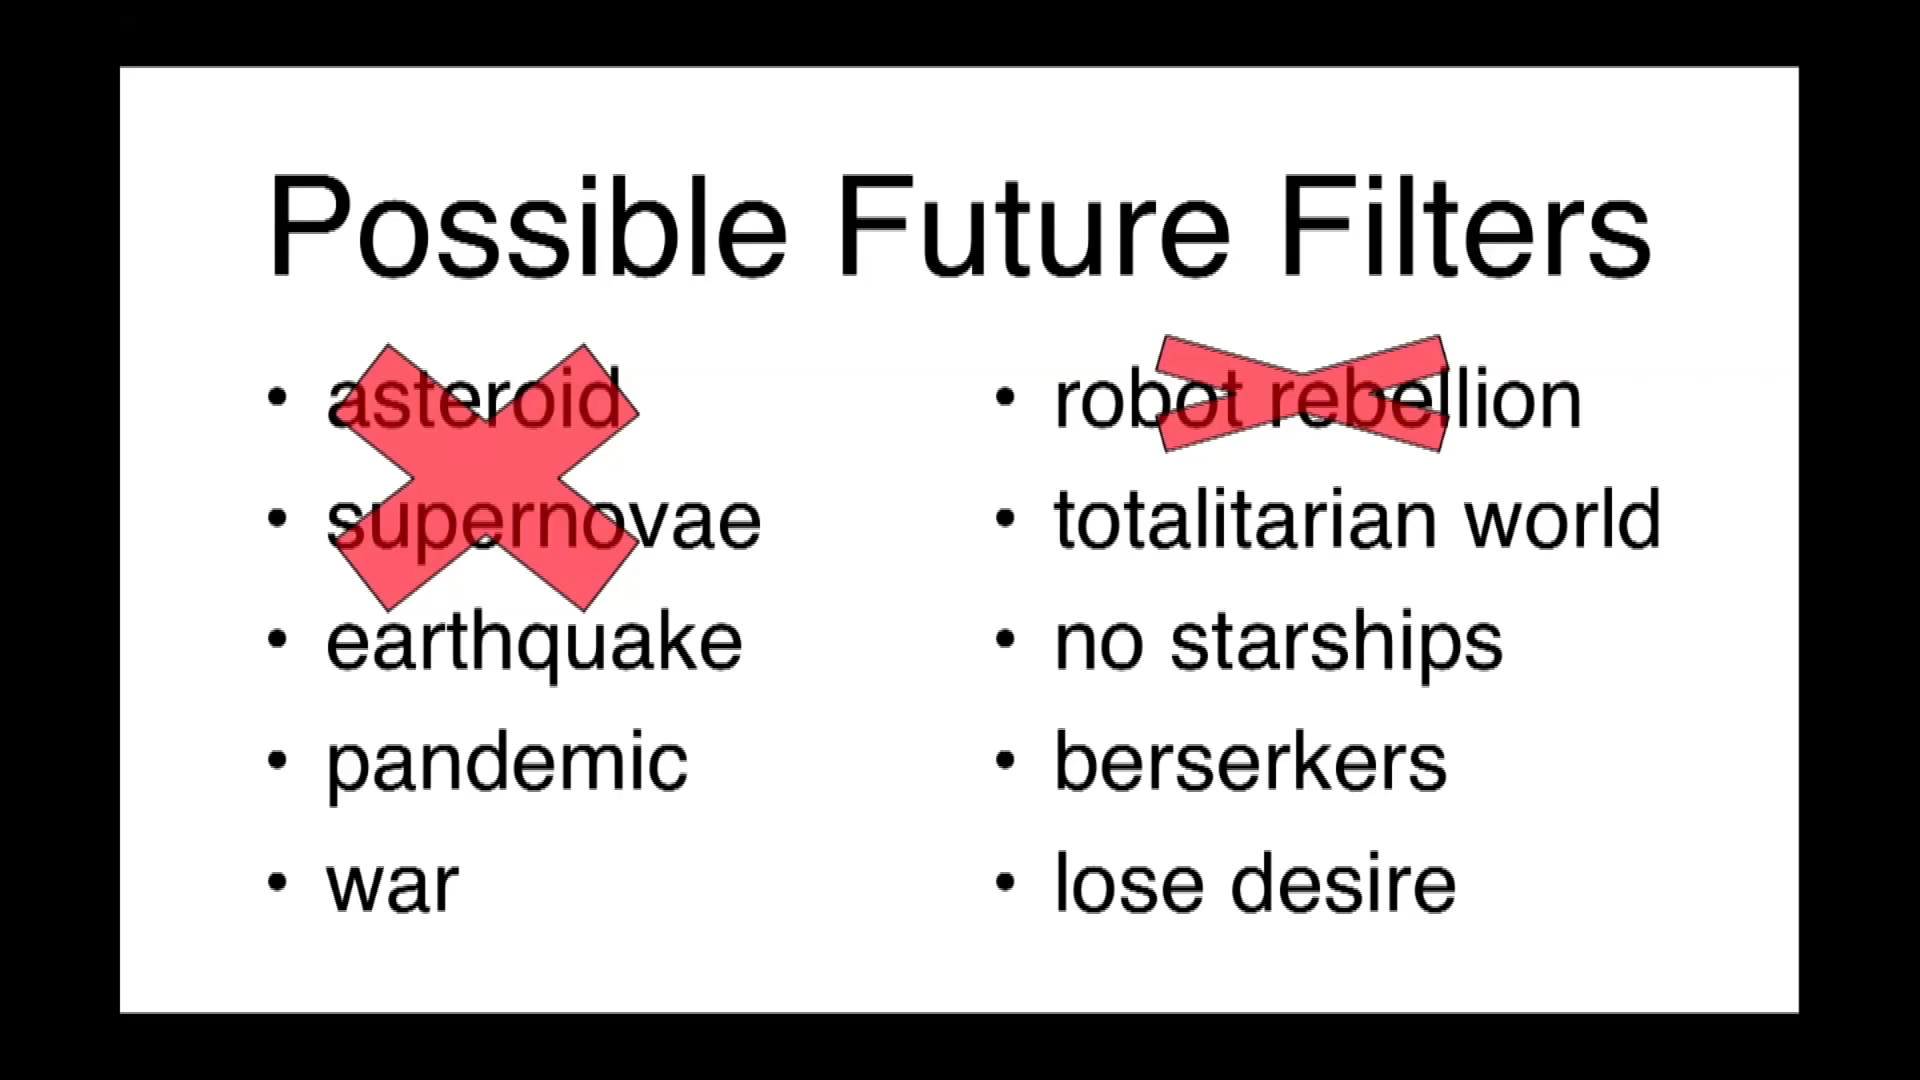 Possible Future Filters
• asteroid
• supernovae
• earthquake
• pandemic
• war
• robot rebellion
• totalitarian world
• no starships
• berserkers
• lose desire